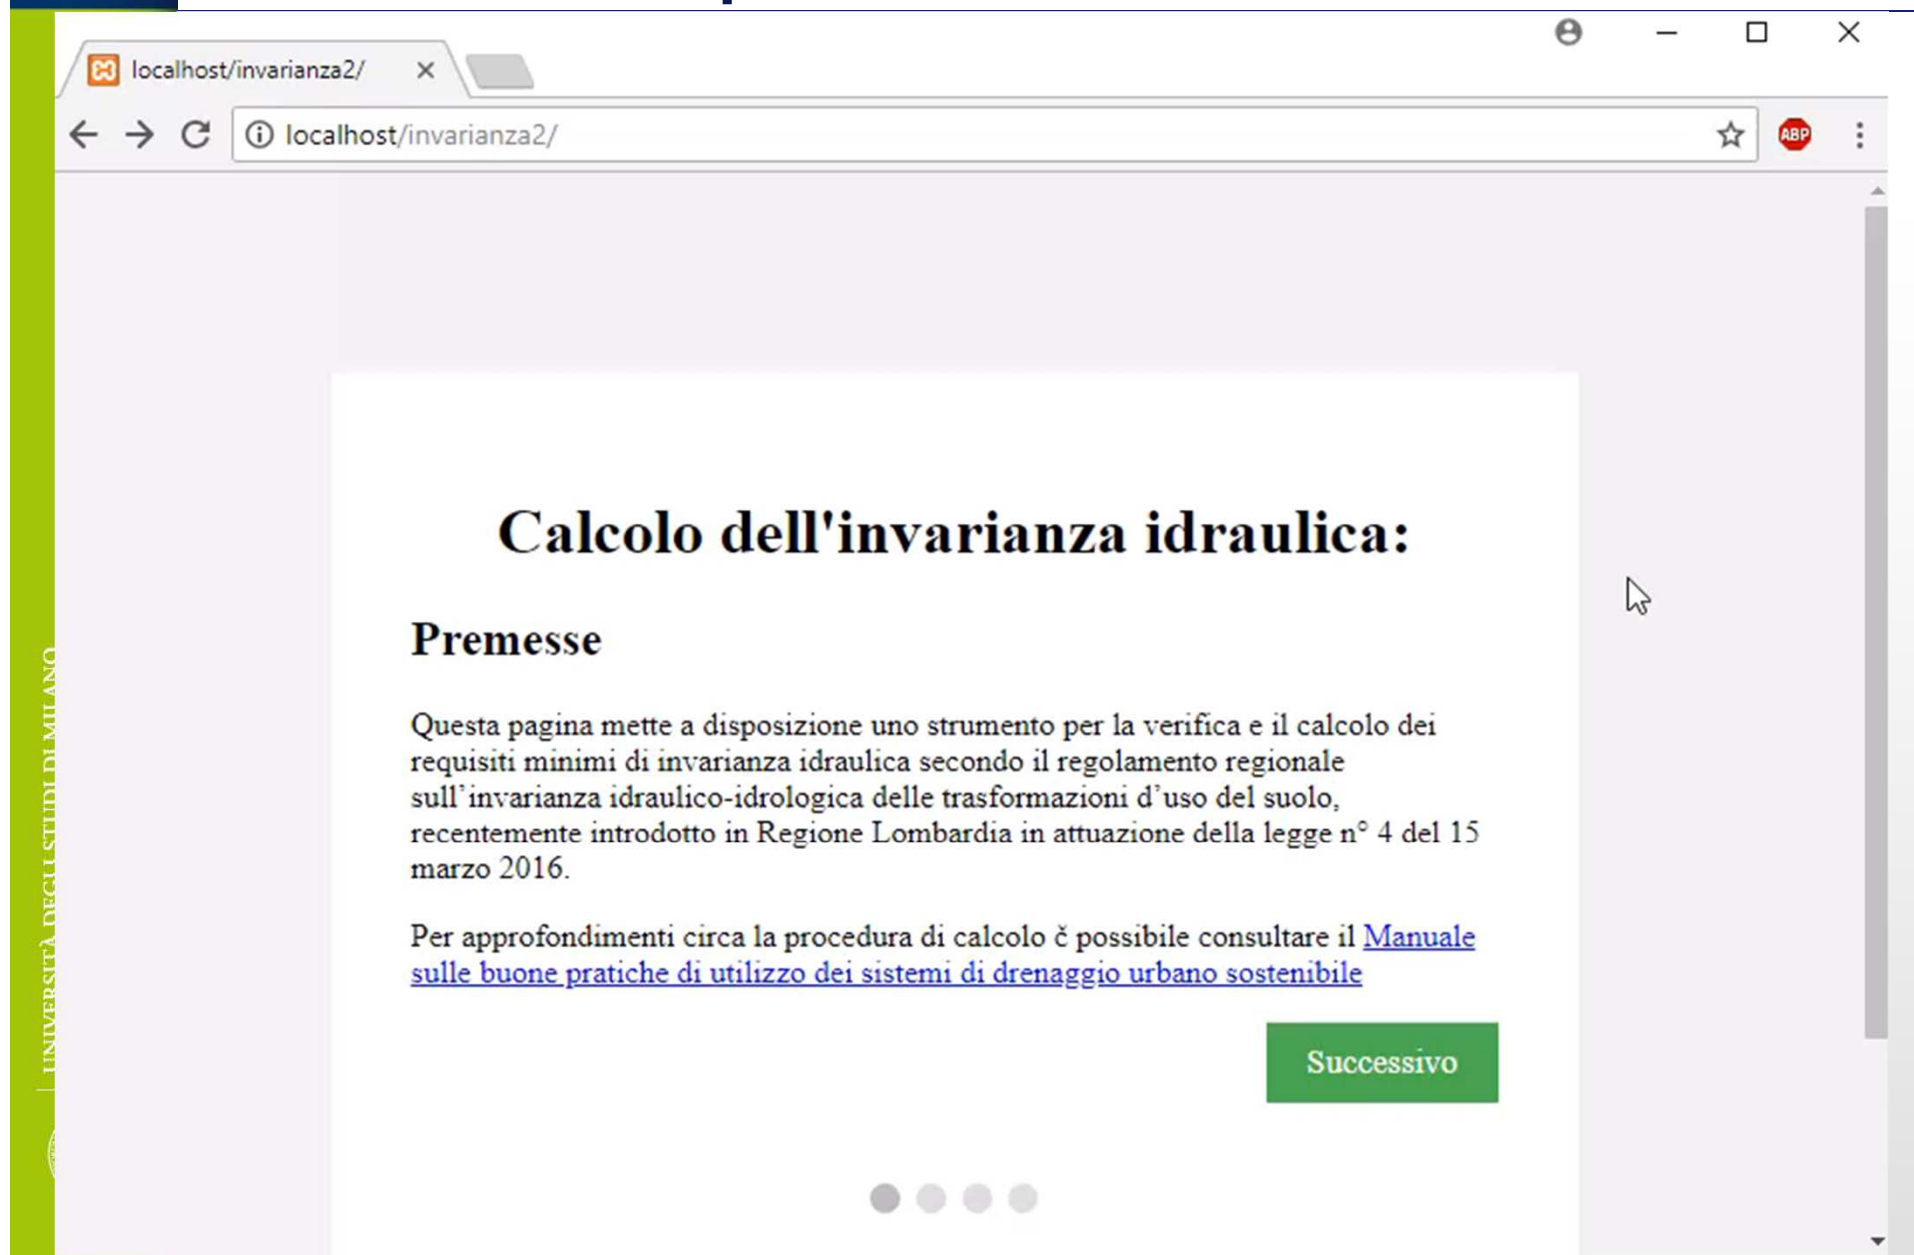 localhost/invarianza2/
localhost/invarianza2/
ABP
Calcolo dell'invarianza idraulica:
Premesse
Questa pagina mette a disposizione uno strumento per la verifica e il calcolo dei
requisiti minimi di invarianza idraulica secondo il regolamento regionale
sull'invarianza idraulico-idrologica delle trasformazioni d'uso del suolo,
recentemente introdotto in Regione Lombardia in attuazione della legge n° 4 del 15
marzo 2016.
Per approfondimenti circa la procedura di calcolo č possibile consultare il Manuale
sulle buone pratiche di utilizzo dei sistemi di drenaggio urbano sostenibile
Successivo
UNIVERSITÀ DEGLI STUDI DI MILANO